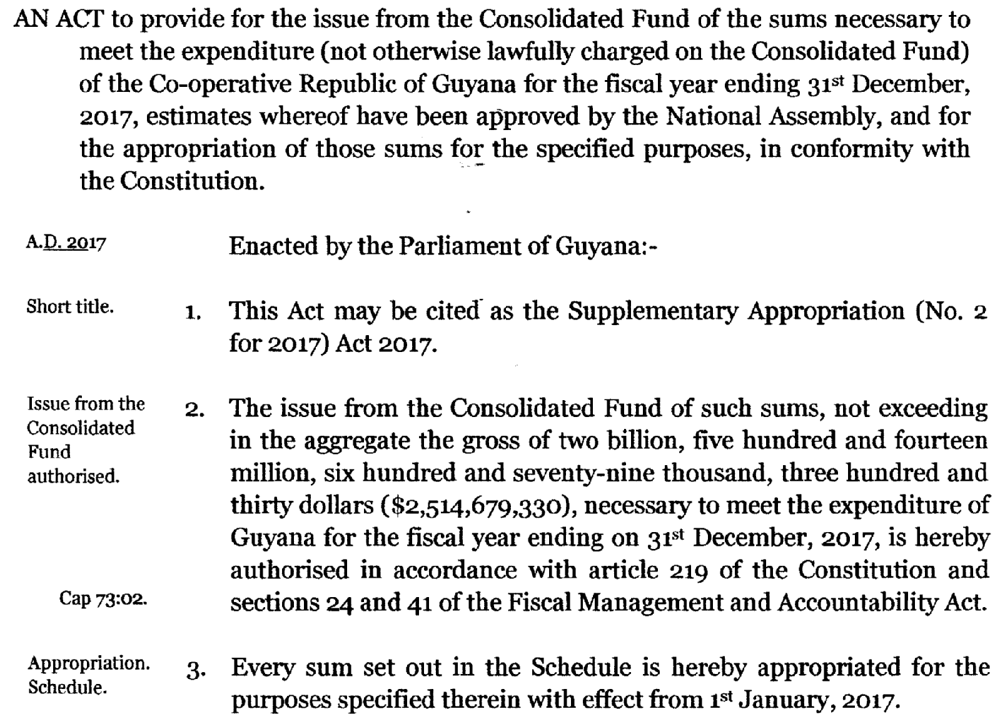 AN ACT to provide for the issue from the Consolidated Fund of the sums necessary to
meet the expenditure (not otherwise lawfully charged on the Consolidated Fund)
of the Co-operative Republic of Guyana for the fiscal year ending 31st December,
2017, estimates whereof have been approved by the National Assembly, and for
the appropriation of those sums for the specified purposes, in conformity with
the Constitution.
A.D. 2017 Enacted by the Parliament of Guyana:-
Short title. 1. This Act may be cited as the Supplementary Appropriation (No. 2
for 2017) Act 2017.
Issue from the 2. The issue from the Consolidated Fund of such sums, not exceeding
Consolidated in the aggregate the gross of two billion, five hundred and fourteen
Fund
authorised. million, six hundred and seventy-nine thousand, three hundred and
thirty dollars ($2,514,679,330), necessary to meet the expenditure of
Guyana for the fiscal year ending on 31st December, 2017, is hereby
authorised in accordance with article 219 of the Constitution and
Cap 73:02. sections 24 and 41 of the Fiscal Management and Accountability Act.
Appropriation. 3. Every sum set out in the Schedule is hereby appropriated for the
Schedule. purposes specified therein with effect from 1st January, 2017.